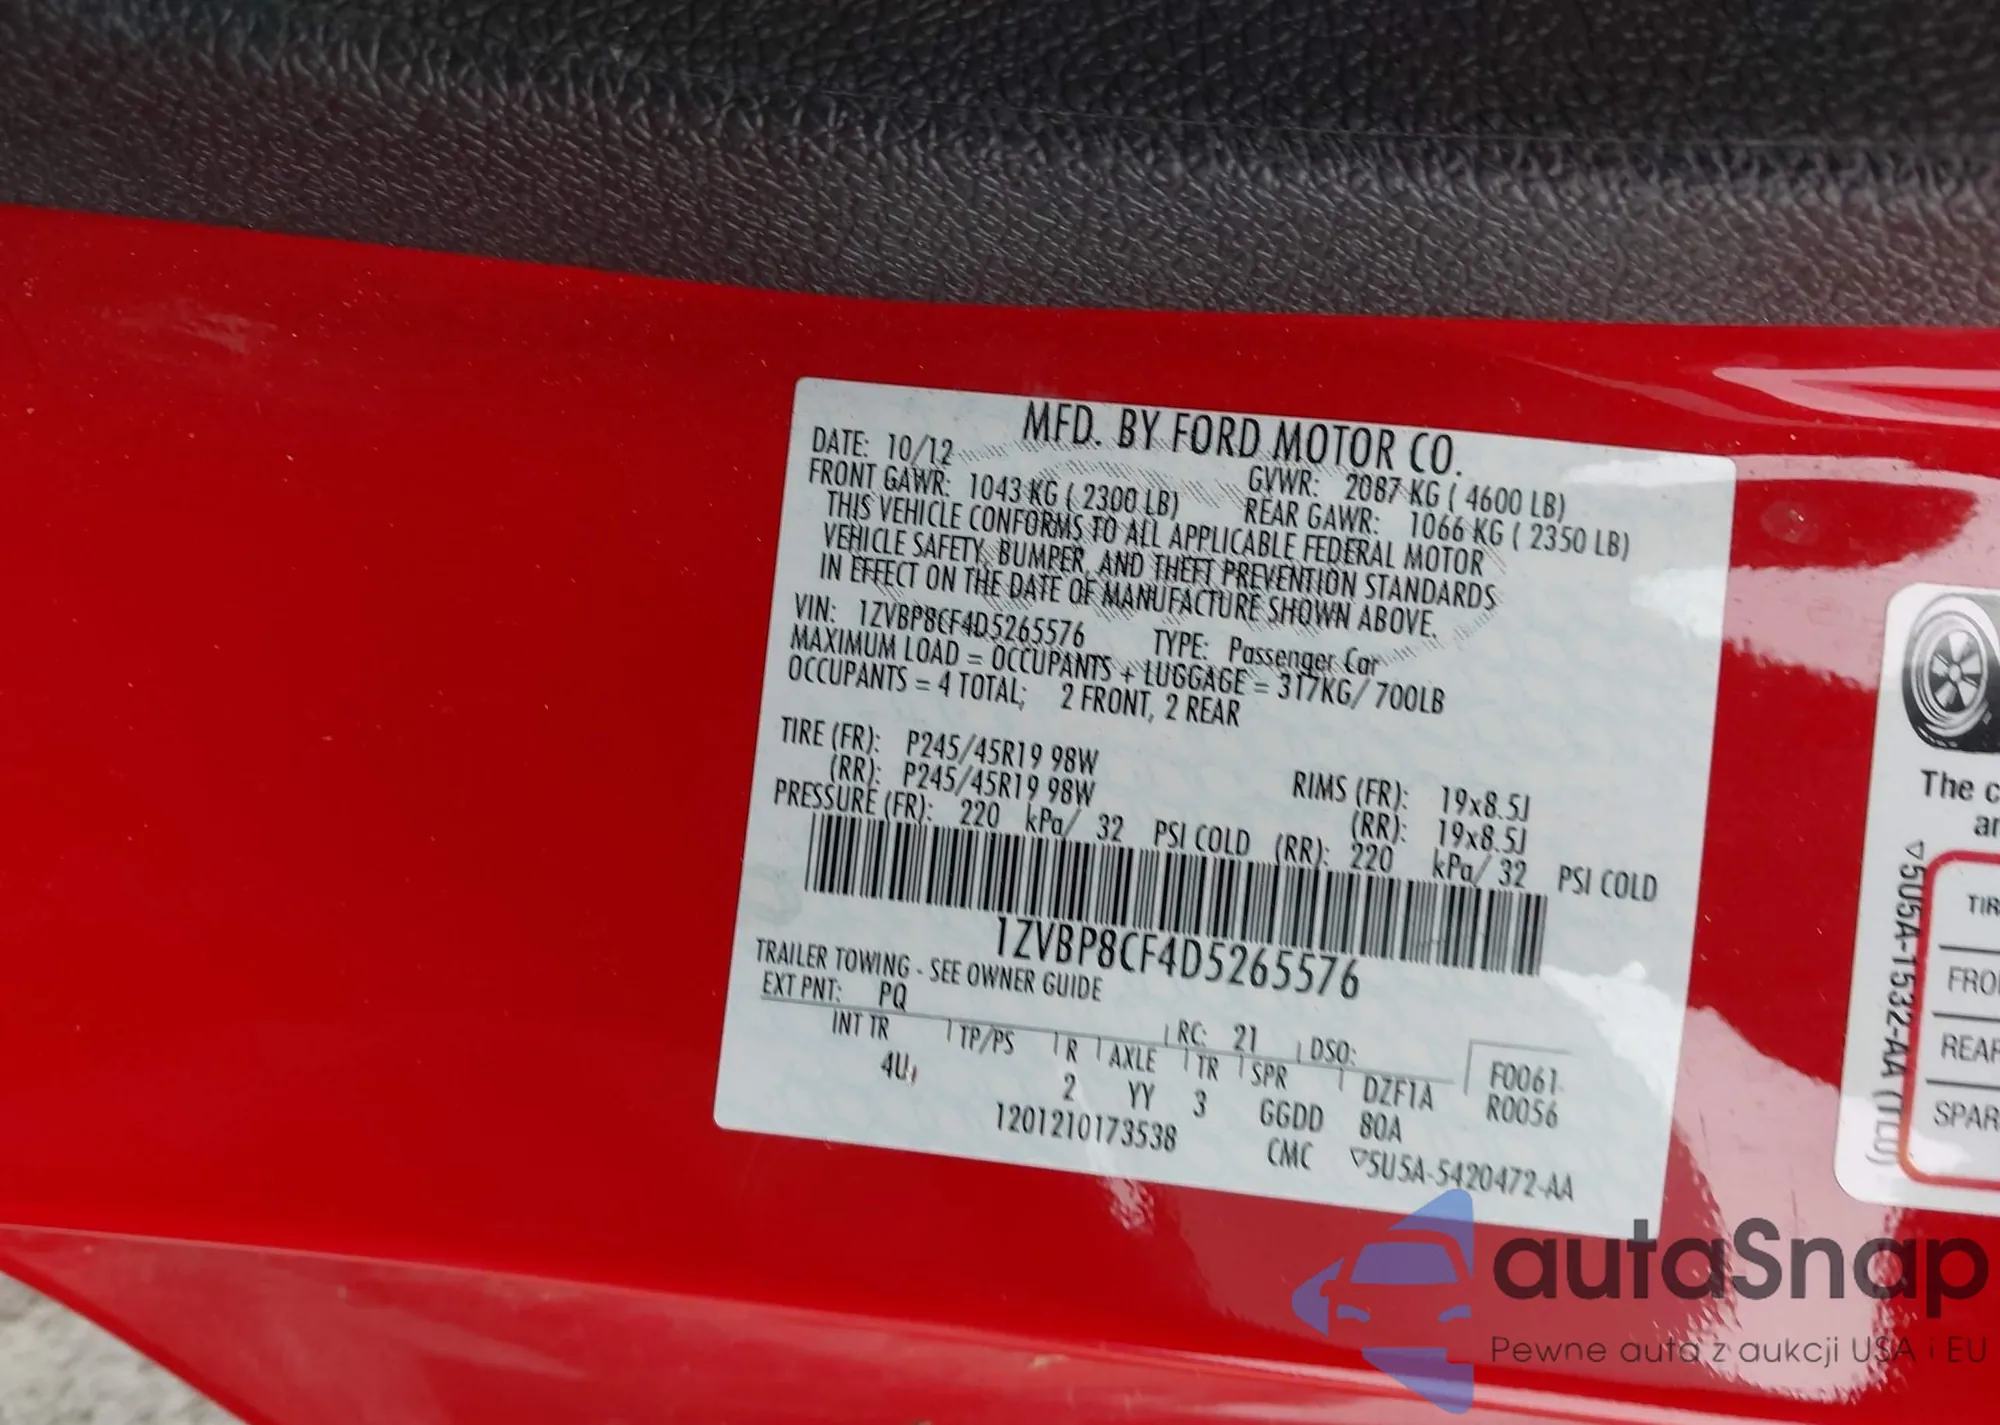 MFD. BY FORD MOTOR CO.
DATE: 10/12 GVWR: 2087 KG ( 4600 LB)
FRONT GAWR: 1043 KG ( 2300 LB) REAR GAWR: 1066 KG ( 2350 LB)
THIS VEHICLE CONFORMS TO ALL APPLICABLE FEDERAL MOTOR
VEHICLE SAFETY, BUMPER, AND THEFT PREVENTION STANDARDS
IN EFFECT ON THE DATE OF MANUFACTURE SHOWN ABOVE.
VIN: 1ZVBP8CF4D5265576 TYPE: Passenger Car
MAXIMUM LOAD = OCCUPANTS + LUGGAGE = 317KG/ 700LB
OCCUPANTS = 4 TOTAL; 2 FRONT, 2 REAR
TIRE (FR): P245/45R19 98W RIMS (FR): 19x8.5J
(RR): P245/45R19 98W (RR): 19x8.5J
PRESSURE (FR): 220 kPa/ 32 PSI COLD (RR): 220 kPa/ 32 PSI COLD
1ZVBP8CF4D5265576
TRAILER TOWING - SEE OWNER GUIDE
EXT PNT: PQ RC: 21 DSO: F0061
INT TR TP/PS R AXLE TR SPR DZF1A R0056
4U 2 YY 3 GGDD 80A
1201210173538 CMC ▽5U5A-5420472-AA
The c
an
▽5U5A-1532-AA (TLU)
TIR
FRO
REAR
SPAR
autaSnap
Pewne auta z aukcji USA i EU